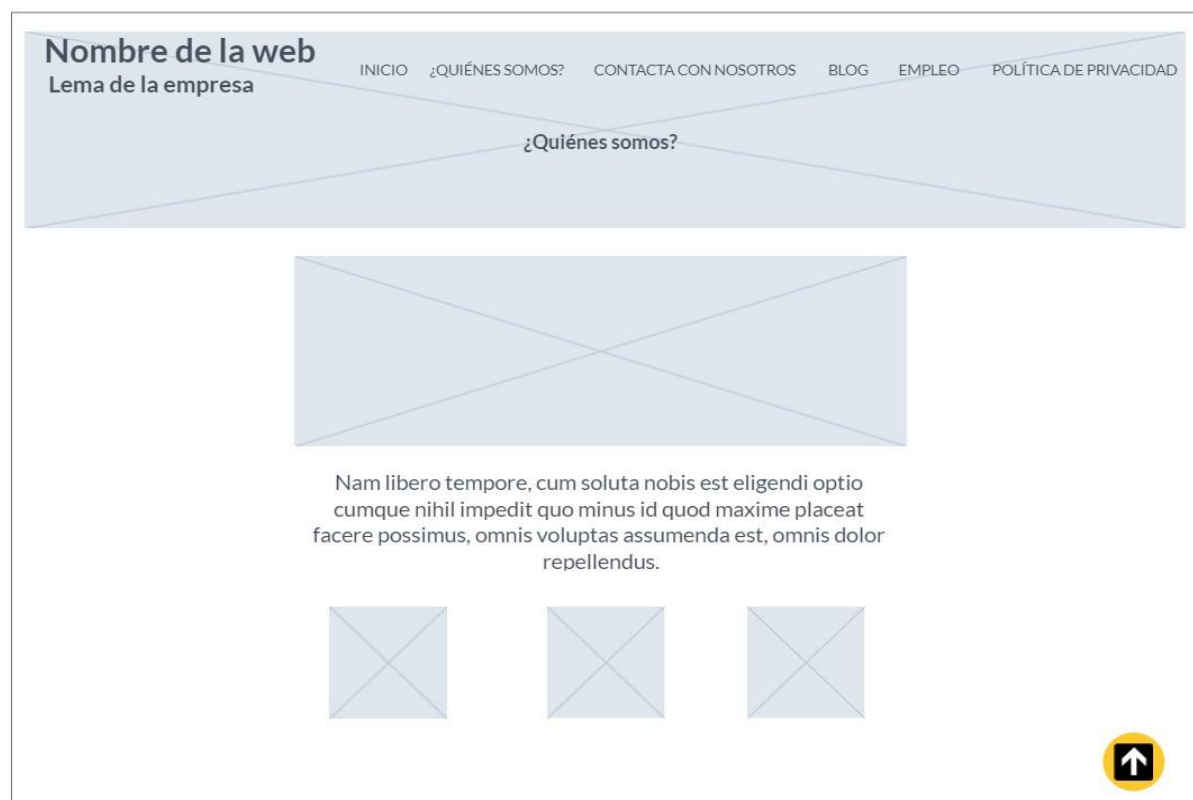 Nombre de la web
Lema de la empresa
INICIO ¿QUIÉNES SOMOS? CONTACTA CON NOSOTROS BLOG EMPLEO POLÍTICA DE PRIVACIDAD
¿Quiénes somos?
Nam libero tempore, cum soluta nobis est eligendi optio
cumque nihil impedit quo minus id quod maxime placeat
facere possimus, omnis voluptas assumenda est, omnis dolor
repellendus.